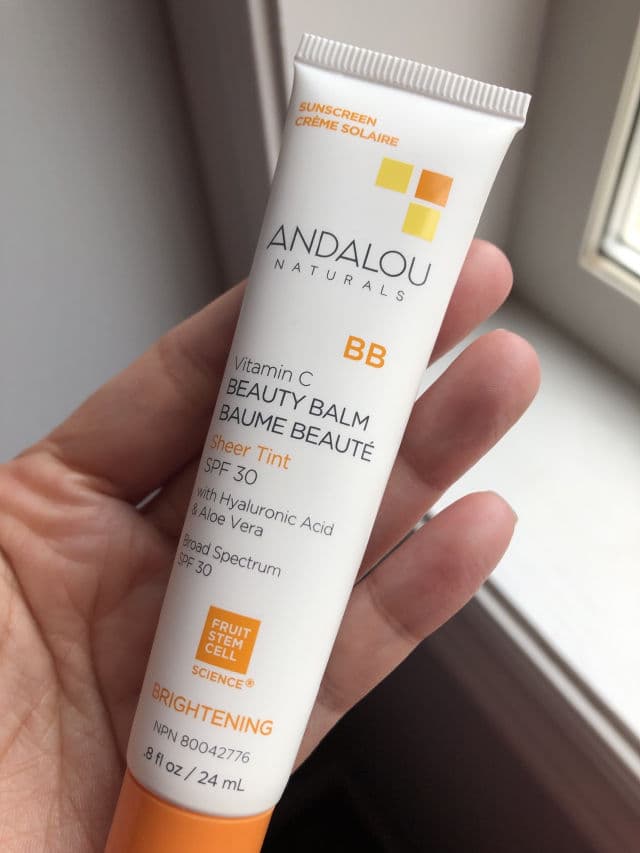 SUNSCREEN
CRÈME SOLAIRE
ANDALOU
NATURALS
BB
Vitamin C
BEAUTY BALM
BAUME BEAUTÉ
Sheer Tint
SPF 30
with Hyaluronic Acid
& Aloe Vera
Broad Spectrum
SPF 30
FRUIT
STEM
CELL
SCIENCE®
BRIGHTENING
NPN 80042776
.8 fl oz / 24 mL